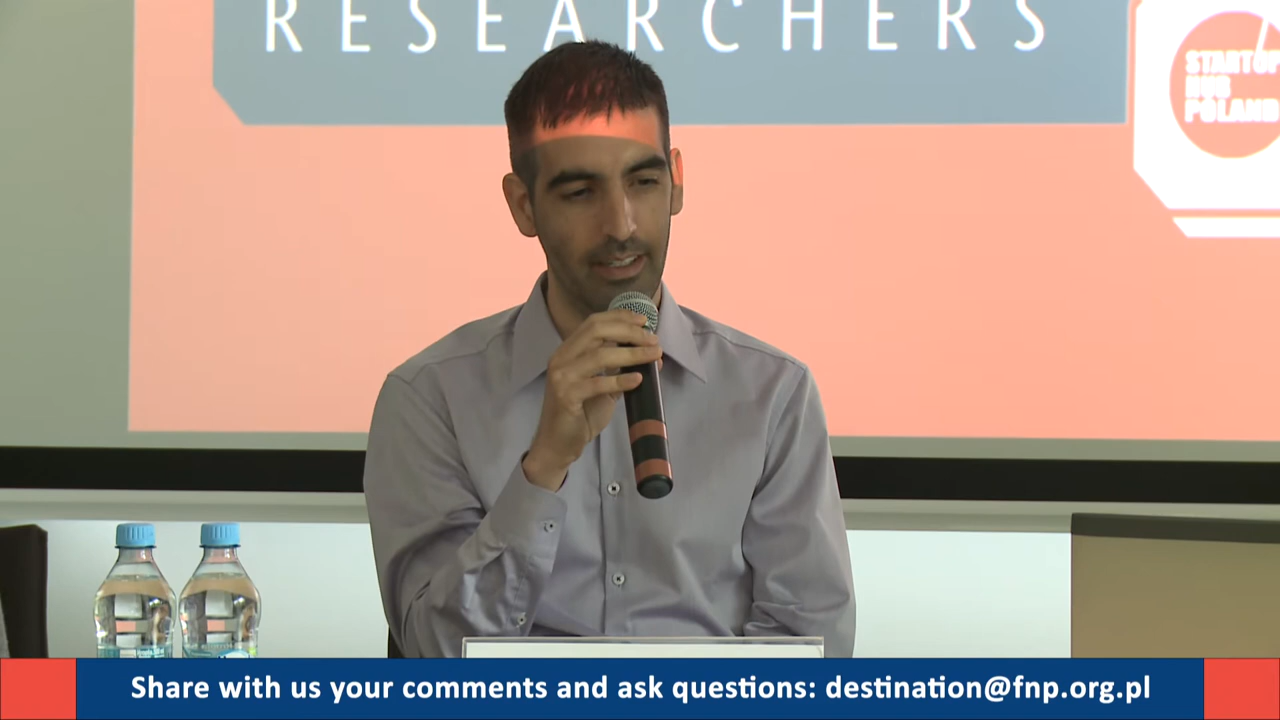 RESEARCHERS
STARTUP
HUB
POLAND
Share with us your comments and ask questions: destination@fnp.org.pl